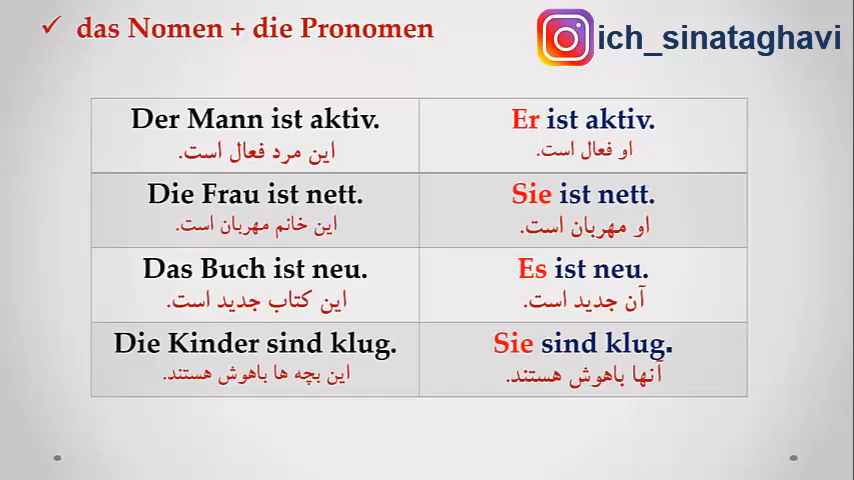 ✓ das Nomen + die Pronomen
ich_sinataghavi
Der Mann ist aktiv.
این مرد فعال است.
Er ist aktiv.
او فعال است.
Die Frau ist nett.
این خانم مهربان است.
Sie ist nett.
او مهربان است.
Das Buch ist neu.
این کتاب جدید است.
Es ist neu.
آن جدید است.
Die Kinder sind klug.
این بچه ها باهوش هستند.
Sie sind klug.
آنها باهوش هستند.